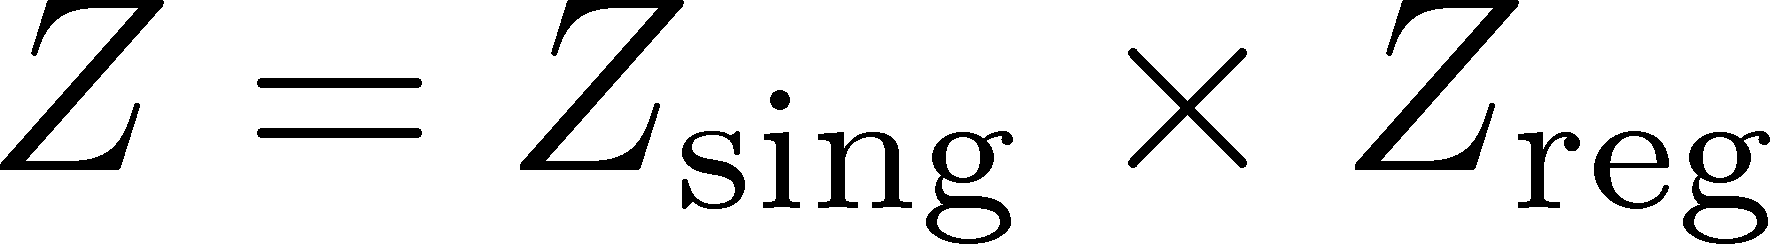 Z = Z_sing × Z_reg